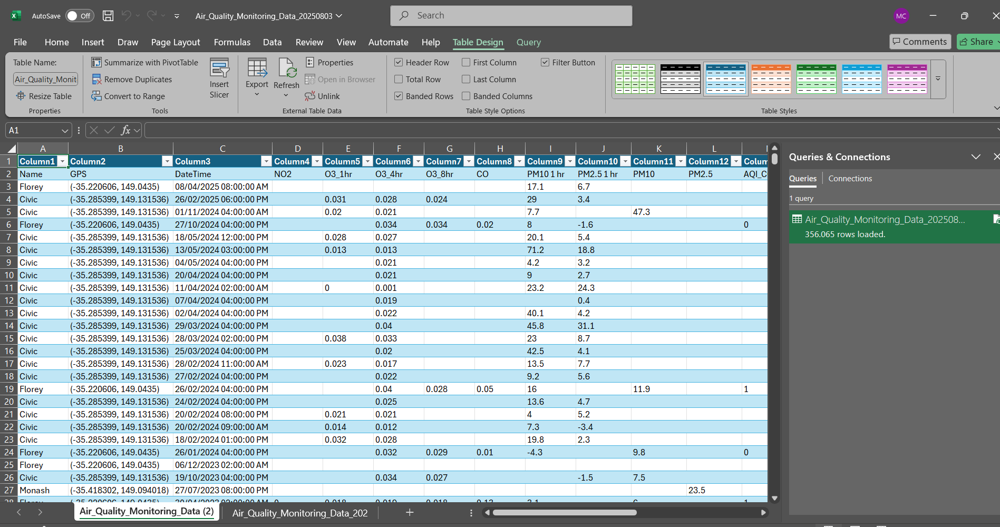 AutoSave Off Air_Quality_Monitoring_Data_20250803 Search MC
File Home Insert Draw Page Layout Formulas Data Review View Automate Help Table Design Query Comments Share
Table Name:
Air_Quality_Monit
Resize Table
Properties
Summarize with PivotTable
Remove Duplicates
Convert to Range
Tools
Insert
Slicer
Export
Refresh
Properties
Open in Browser
Unlink
External Table Data
Header Row First Column Filter Button
Total Row Last Column
Banded Rows Banded Columns
Table Style Options
Table Styles
A1 fx
A B C D E F G H I J K L
1 Column1 Column2 Column3 Column4 Column5 Column6 Column7 Column8 Column9 Column10 Column11 Column12 Colum
2 Name GPS DateTime NO2 O3_1hr O3_4hr O3_8hr CO PM10 1 hr PM2.5 1 hr PM10 PM2.5 AQI_C
3 Florey (-35.220606, 149.0435) 08/04/2025 08:00:00 AM 17.1 6.7
4 Civic (-35.285399, 149.131536) 26/02/2025 06:00:00 PM 0.031 0.028 0.024 29 3.4
5 Civic (-35.285399, 149.131536) 01/11/2024 04:00:00 AM 0.02 0.021 7.7 47.3
6 Florey (-35.220606, 149.0435) 27/10/2024 04:00:00 PM 0.034 0.034 0.02 8 -1.6 0
7 Civic (-35.285399, 149.131536) 18/05/2024 12:00:00 PM 0.028 0.027 20.1 5.4
8 Civic (-35.285399, 149.131536) 13/05/2024 03:00:00 PM 0.013 0.013 71.2 18.8
9 Civic (-35.285399, 149.131536) 04/05/2024 04:00:00 PM 0.021 4.2 3.2
10 Civic (-35.285399, 149.131536) 20/04/2024 04:00:00 PM 0.021 9 2.7
11 Civic (-35.285399, 149.131536) 11/04/2024 02:00:00 AM 0 0.001 23.2 24.3
12 Civic (-35.285399, 149.131536) 07/04/2024 04:00:00 PM 0.019 0.4
13 Civic (-35.285399, 149.131536) 02/04/2024 04:00:00 PM 0.022 40.1 4.2
14 Civic (-35.285399, 149.131536) 29/03/2024 04:00:00 PM 0.04 45.8 31.1
15 Civic (-35.285399, 149.131536) 28/03/2024 02:00:00 PM 0.038 0.033 23 8.7
16 Civic (-35.285399, 149.131536) 25/03/2024 04:00:00 PM 0.02 42.5 4.1
17 Civic (-35.285399, 149.131536) 28/02/2024 11:00:00 AM 0.023 0.017 13.5 7.7
18 Civic (-35.285399, 149.131536) 27/02/2024 04:00:00 PM 0.022 9.2 5.6
19 Florey (-35.220606, 149.0435) 26/02/2024 04:00:00 PM 0.04 0.028 0.05 16 11.9 1
20 Civic (-35.285399, 149.131536) 24/02/2024 04:00:00 PM 0.025 13.6 4.7
21 Civic (-35.285399, 149.131536) 20/02/2024 08:00:00 PM 0.021 0.021 4 5.2
22 Civic (-35.285399, 149.131536) 20/02/2024 09:00:00 AM 0.014 0.012 7.3 -3.4
23 Civic (-35.285399, 149.131536) 18/02/2024 01:00:00 PM 0.032 0.028 19.8 2.3
24 Florey (-35.220606, 149.0435) 26/01/2024 04:00:00 PM 0.032 0.029 0.01 -4.3 9.8 0
25 Florey (-35.220606, 149.0435) 06/12/2023 02:00:00 AM
26 Civic (-35.285399, 149.131536) 19/10/2023 04:00:00 PM 0.034 0.027 -1.5 7.5
27 Monash (-35.418302, 149.094018) 27/07/2023 08:00:00 PM 23.5
Air_Quality_Monitoring_Data (2) Air_Quality_Monitoring_Data_202
Queries & Connections
Queries Connections
1 query
Air_Quality_Monitoring_Data_202508...
356.065 rows loaded.